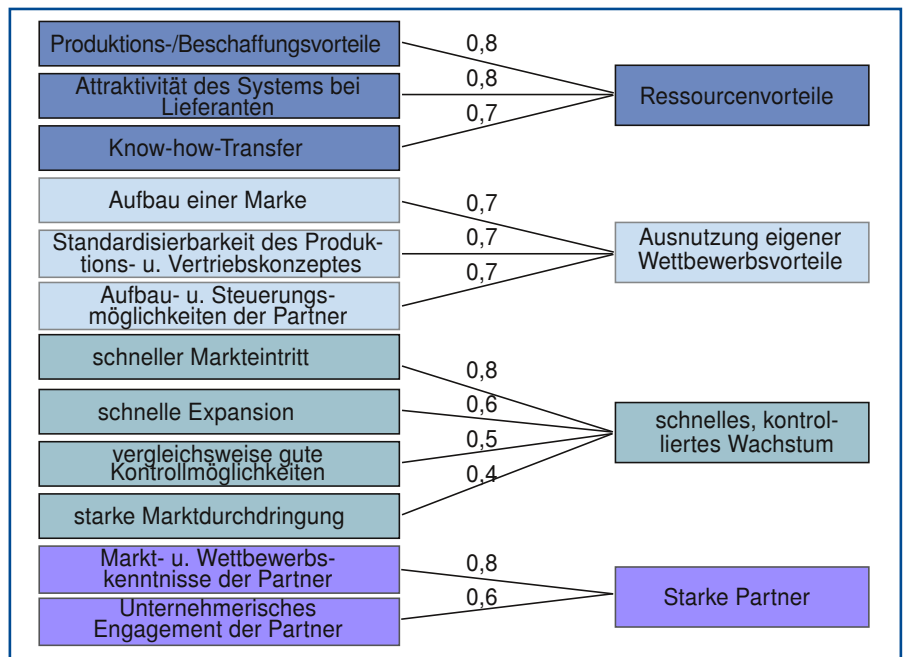 Produktions-/Beschaffungsvorteile
0,8
Attraktivität des Systems bei
Lieferanten
0,8
Know-how-Transfer
0,7
Ressourcenvorteile
Aufbau einer Marke
0,7
Standardisierbarkeit des Produk-
tions- u. Vertriebskonzeptes
0,7
Aufbau- u. Steuerungs-
möglichkeiten der Partner
0,7
Ausnutzung eigener
Wettbewerbsvorteile
schneller Markteintritt
0,8
schnelle Expansion
0,6
vergleichsweise gute
Kontrollmöglichkeiten
0,5
starke Marktdurchdringung
0,4
schnelles, kontrol-
liertes Wachstum
Markt- u. Wettbewerbs-
kenntnisse der Partner
0,8
Unternehmerisches
Engagement der Partner
0,6
Starke Partner